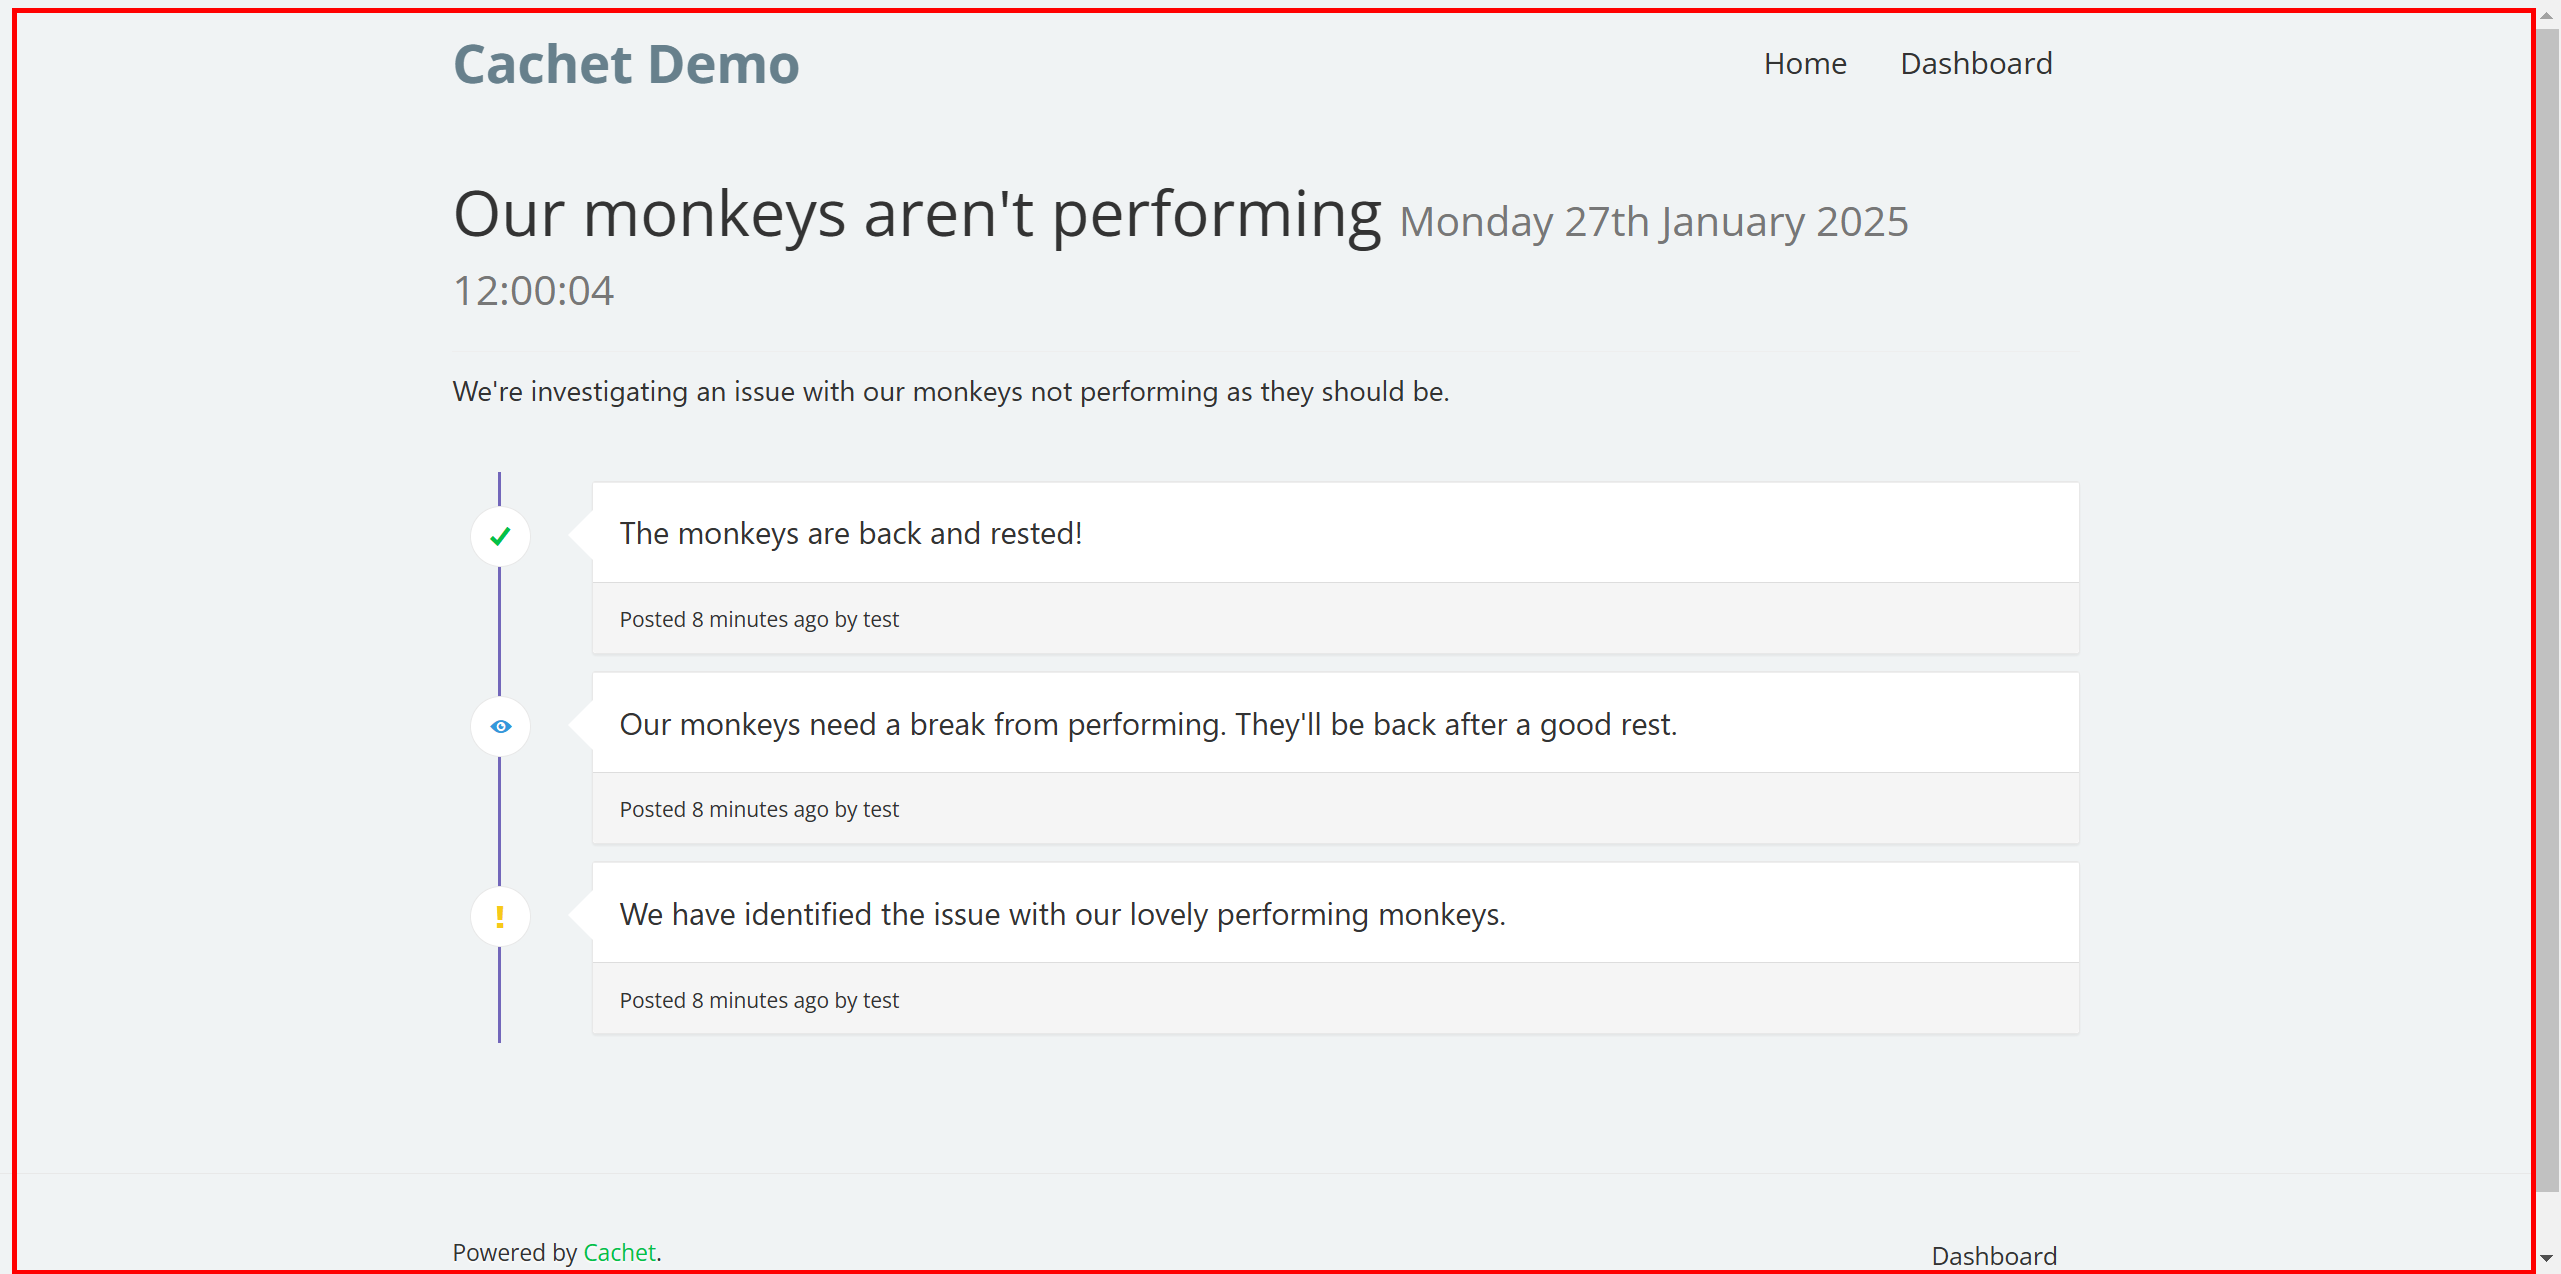 Cachet Demo
Home
Dashboard
Our monkeys aren't performing Monday 27th January 2025
12:00:04
We're investigating an issue with our monkeys not performing as they should be.
The monkeys are back and rested!
Posted 8 minutes ago by test
Our monkeys need a break from performing. They'll be back after a good rest.
Posted 8 minutes ago by test
We have identified the issue with our lovely performing monkeys.
Posted 8 minutes ago by test
Powered by Cachet.
Dashboard